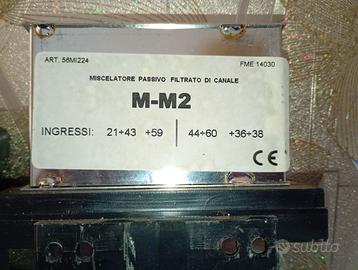 ART. 56MI224 FME 14030
MISCELATORE PASSIVO FILTRATO DI CANALE
M-M2
INGRESSI: 21÷43 +59 | 44÷60 +36÷38
CE
subito